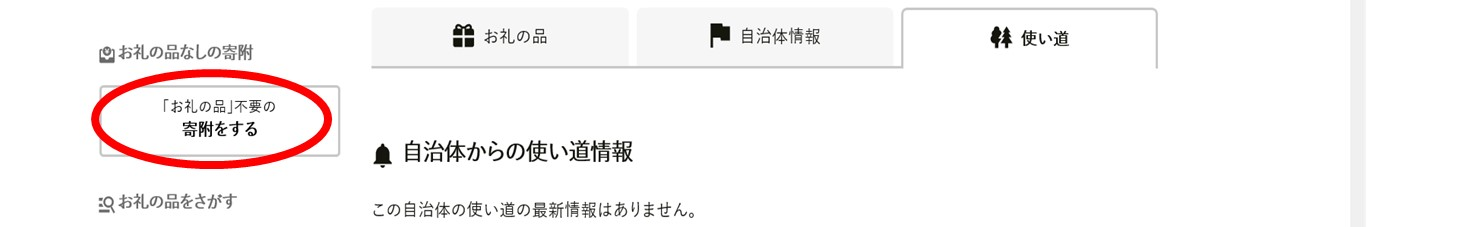 お礼の品なしの寄附
「お礼の品」不要の
寄附をする
お礼の品をさがす
お礼の品
自治体情報
使い道
自治体からの使い道情報
この自治体の使い道の最新情報はありません。